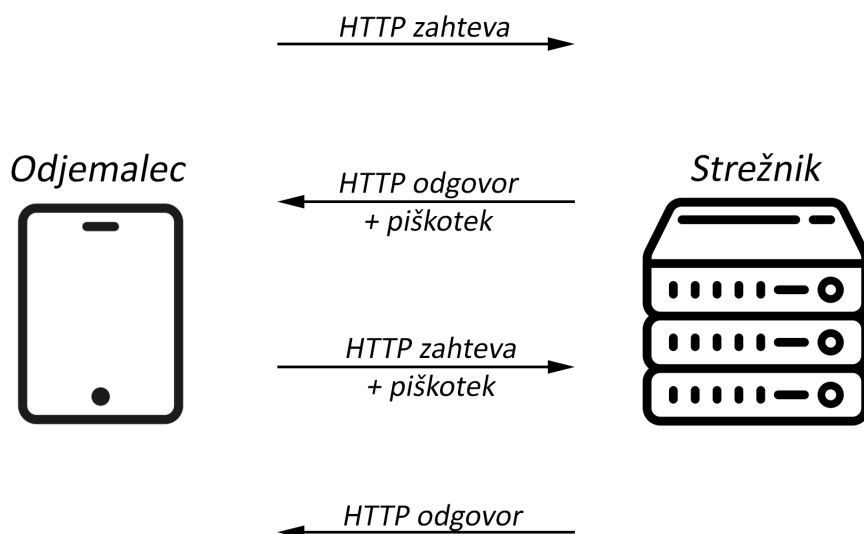 HTTP zahteva
Odjemalec
Strežnik
HTTP odgovor
+ piškotek
HTTP zahteva
+ piškotek
HTTP odgovor